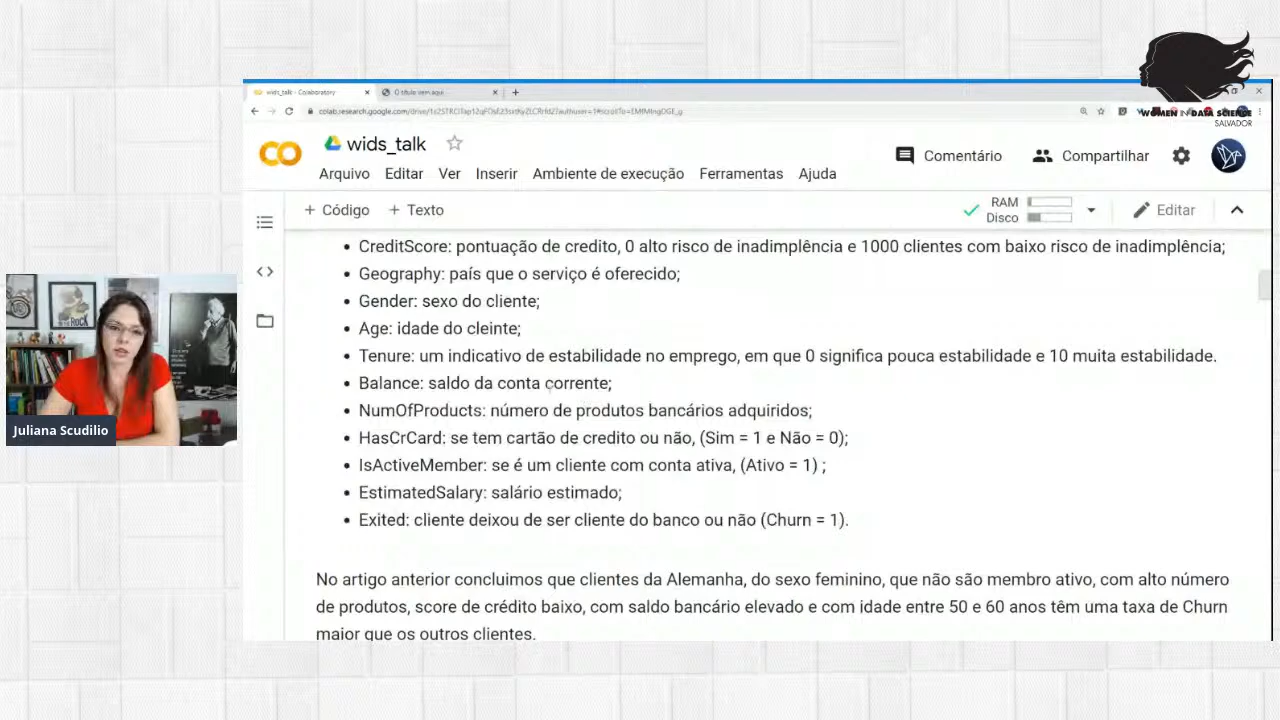 WOMEN IN DATA SCIENCE
SALVADOR
wids_talk - Colaboratory
O título vem aqui
wids_talk
Comentário
Compartilhar
Arquivo Editar Ver Inserir Ambiente de execução Ferramentas Ajuda
+ Código + Texto
RAM
Disco
Editar
• CreditScore: pontuação de credito, 0 alto risco de inadimplência e 1000 clientes com baixo risco de inadimplência;
• Geography: país que o serviço é oferecido;
• Gender: sexo do cliente;
• Age: idade do cleinte;
• Tenure: um indicativo de estabilidade no emprego, em que 0 significa pouca estabilidade e 10 muita estabilidade.
• Balance: saldo da conta corrente;
• NumOfProducts: número de produtos bancários adquiridos;
• HasCrCard: se tem cartão de credito ou não, (Sim = 1 e Não = 0);
• IsActiveMember: se é um cliente com conta ativa, (Ativo = 1) ;
• EstimatedSalary: salário estimado;
• Exited: cliente deixou de ser cliente do banco ou não (Churn = 1).
No artigo anterior concluimos que clientes da Alemanha, do sexo feminino, que não são membro ativo, com alto número
de produtos, score de crédito baixo, com saldo bancário elevado e com idade entre 50 e 60 anos têm uma taxa de Churn
maior que os outros clientes.
Juliana Scudilio